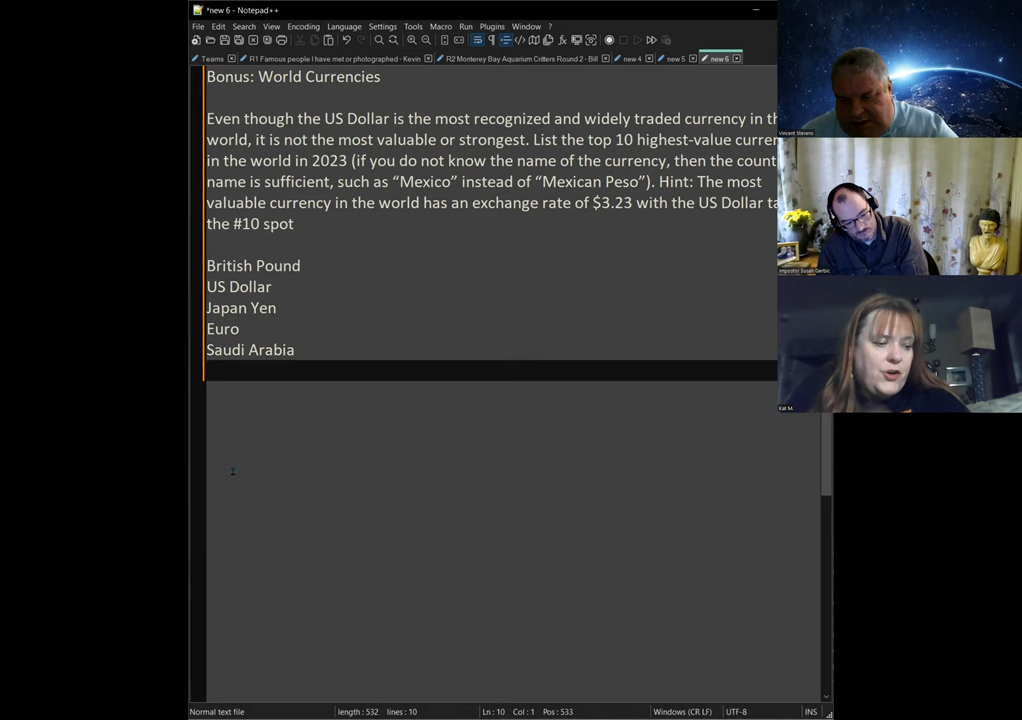 *new 6 - Notepad++
File Edit Search View Encoding Language Settings Tools Macro Run Plugins Window ?
Teams R1 Famous people I have met or photographed - Kevin R2 Monterey Bay Aquarium Critters Round 2 - Bill new 4 new 5 new 6
Bonus: World Currencies
Even though the US Dollar is the most recognized and widely traded currency in th
world, it is not the most valuable or strongest. List the top 10 highest-value curren
in the world in 2023 (if you do not know the name of the currency, then the count
name is sufficient, such as “Mexico” instead of “Mexican Peso”). Hint: The most
valuable currency in the world has an exchange rate of $3.23 with the US Dollar ta
the #10 spot
British Pound
US Dollar
Japan Yen
Euro
Saudi Arabia
Vincent Stevens
Impostor Susan Gerbic
Kat M.
Normal text file length : 532 lines : 10 Ln : 10 Col : 1 Pos : 533 Windows (CR LF) UTF-8 INS